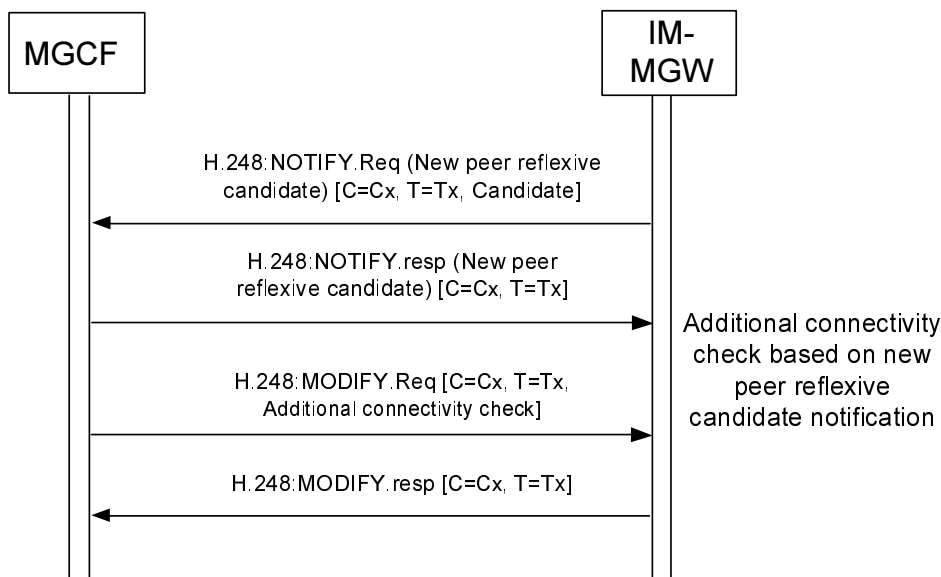 MGCF
IM-
MGW
H.248:NOTIFY.Req (New peer reflexive
candidate) [C=Cx, T=Tx, Candidate]
H.248:NOTIFY.resp (New peer
reflexive candidate) [C=Cx, T=Tx]
H.248:MODIFY.Req [C=Cx, T=Tx,
Additional connectivity check]
H.248:MODIFY.resp [C=Cx, T=Tx]
Additional connectivity
check based on new
peer reflexive
candidate notification